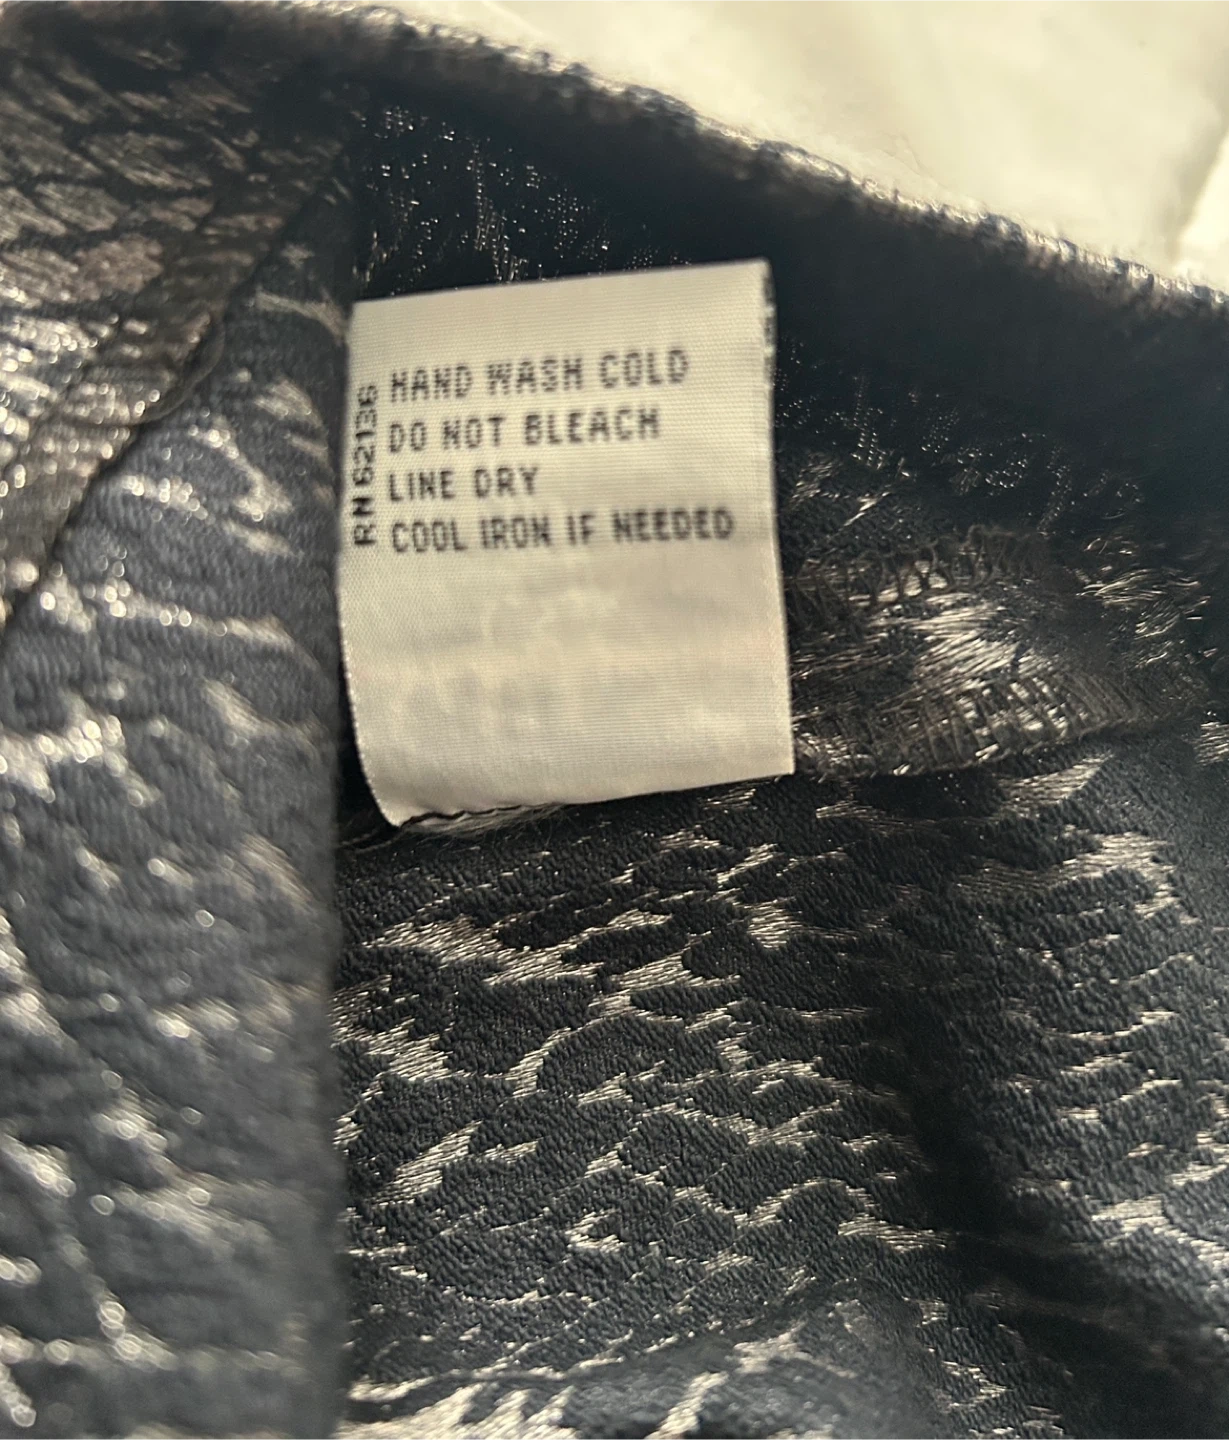 HAND WASH COLD
DO NOT BLEACH
LINE DRY
COOL IRON IF NEEDED
RN 62136